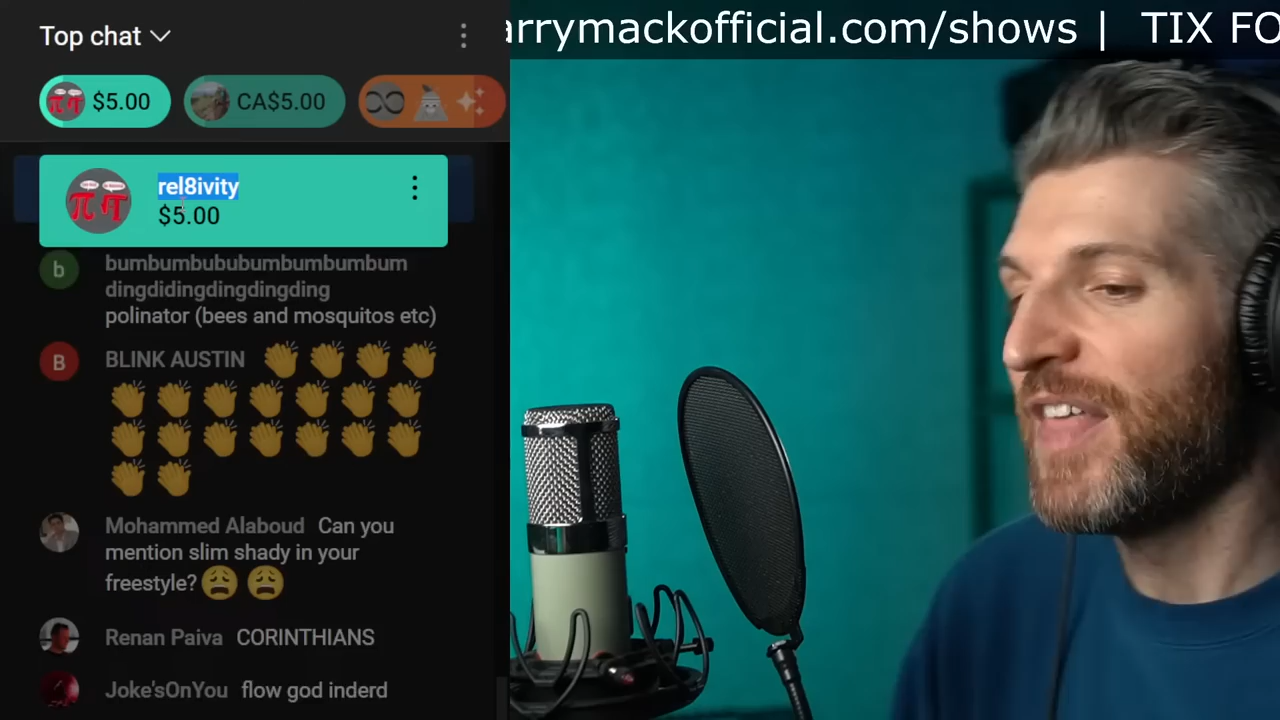 Top chat
arrymackofficial.com/shows | TIX FO
$5.00
CA$5.00
rel8ivity
$5.00
bumbumbububumbumbumbum
dingdidingdingdingding
polinator (bees and mosquitos etc)
BLINK AUSTIN 👏👏👏👏
👏👏👏👏👏👏👏
👏👏👏👏👏👏👏
👏👏
Mohammed Alaboud Can you
mention slim shady in your
freestyle?😩😩
Renan Paiva CORINTHIANS
Joke'sOnYou flow god inderd